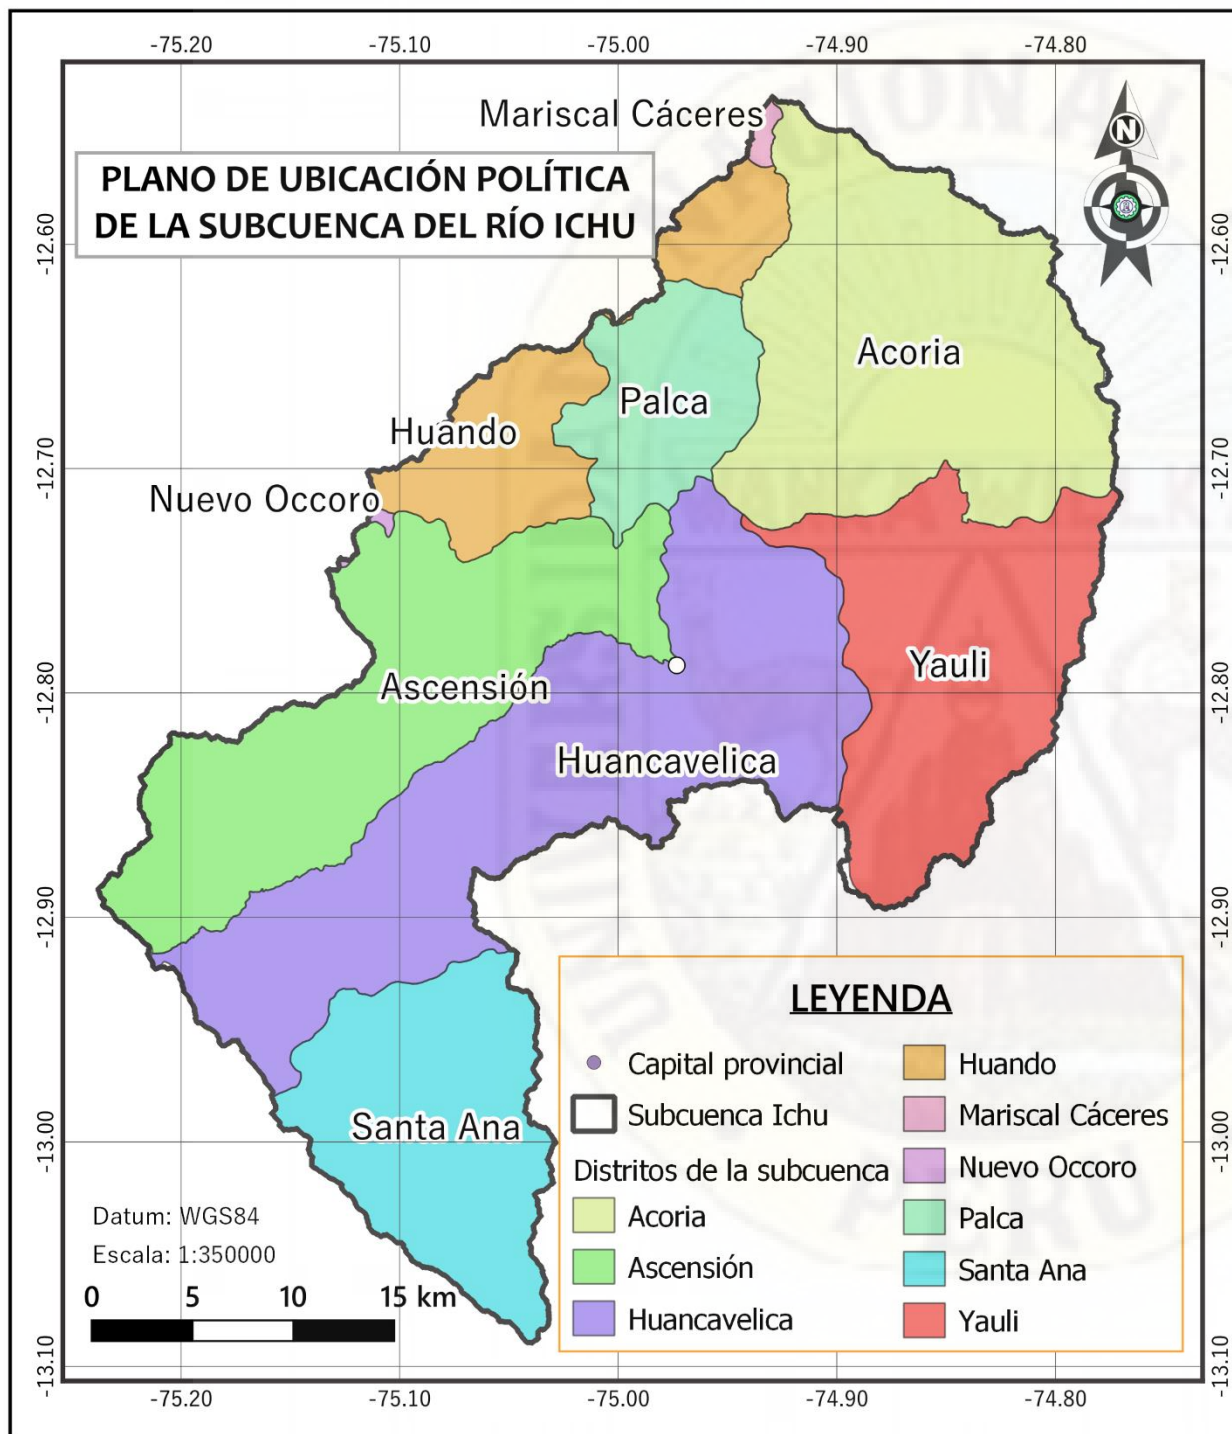 -75.20 -75.10 -75.00 -74.90 -74.80
Mariscal Cáceres
N
PLANO DE UBICACIÓN POLÍTICA
DE LA SUBCUENCA DEL RÍO ICHU
-12.60 -12.60
Acoria
Palca
Huando
-12.70 -12.70
Nuevo Occoro
Yauli
Ascensión
-12.80 -12.80
Huancavelica
-12.90 -12.90
Santa Ana
-13.00 -13.00
LEYENDA
Capital provincial
Subcuenca Ichu
Distritos de la subcuenca
Acoria
Ascensión
Huancavelica
Huando
Mariscal Cáceres
Nuevo Occoro
Palca
Santa Ana
Yauli
Datum: WGS84
Escala: 1:350000
0 5 10 15 km
-13.10 -13.10
-75.20 -75.10 -75.00 -74.90 -74.80